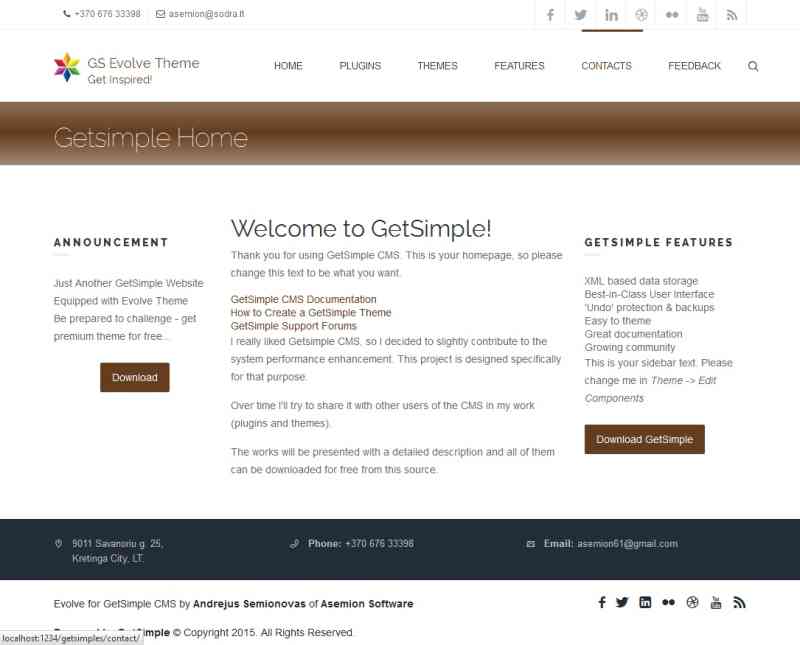 +370 676 33398 asemion@sodra.fl
GS Evolve Theme
Get Inspired!
HOME PLUGINS THEMES FEATURES CONTACTS FEEDBACK
Getsimple Home
ANNOUNCEMENT
Just Another GetSimple Website
Equipped with Evolve Theme
Be prepared to challenge - get
premium theme for free...
Download
Welcome to GetSimple!
Thank you for using GetSimple CMS. This is your homepage, so please
change this text to be what you want.
GetSimple CMS Documentation
How to Create a GetSimple Theme
GetSimple Support Forums
I really liked Getsimple CMS, so I decided to slightly contribute to the
system performance enhancement. This project is designed specifically
for that purpose.
Over time I'll try to share it with other users of the CMS in my work
(plugins and themes).
The works will be presented with a detailed description and all of them
can be downloaded for free from this source.
GETSIMPLE FEATURES
XML based data storage
Best-in-Class User Interface
'Undo' protection & backups
Easy to theme
Great documentation
Growing community
This is your sidebar text. Please
change me in Theme -> Edit
Components
Download GetSimple
9011 Savanoriu g. 25,
Kretinga City, LT.
Phone: +370 676 33398
Email: asemion61@gmail.com
Evolve for GetSimple CMS by Andrejus Semionovas of Asemion Software
GetSimple © Copyright 2015. All Rights Reserved.
localhost:1234/getsimples/contact/